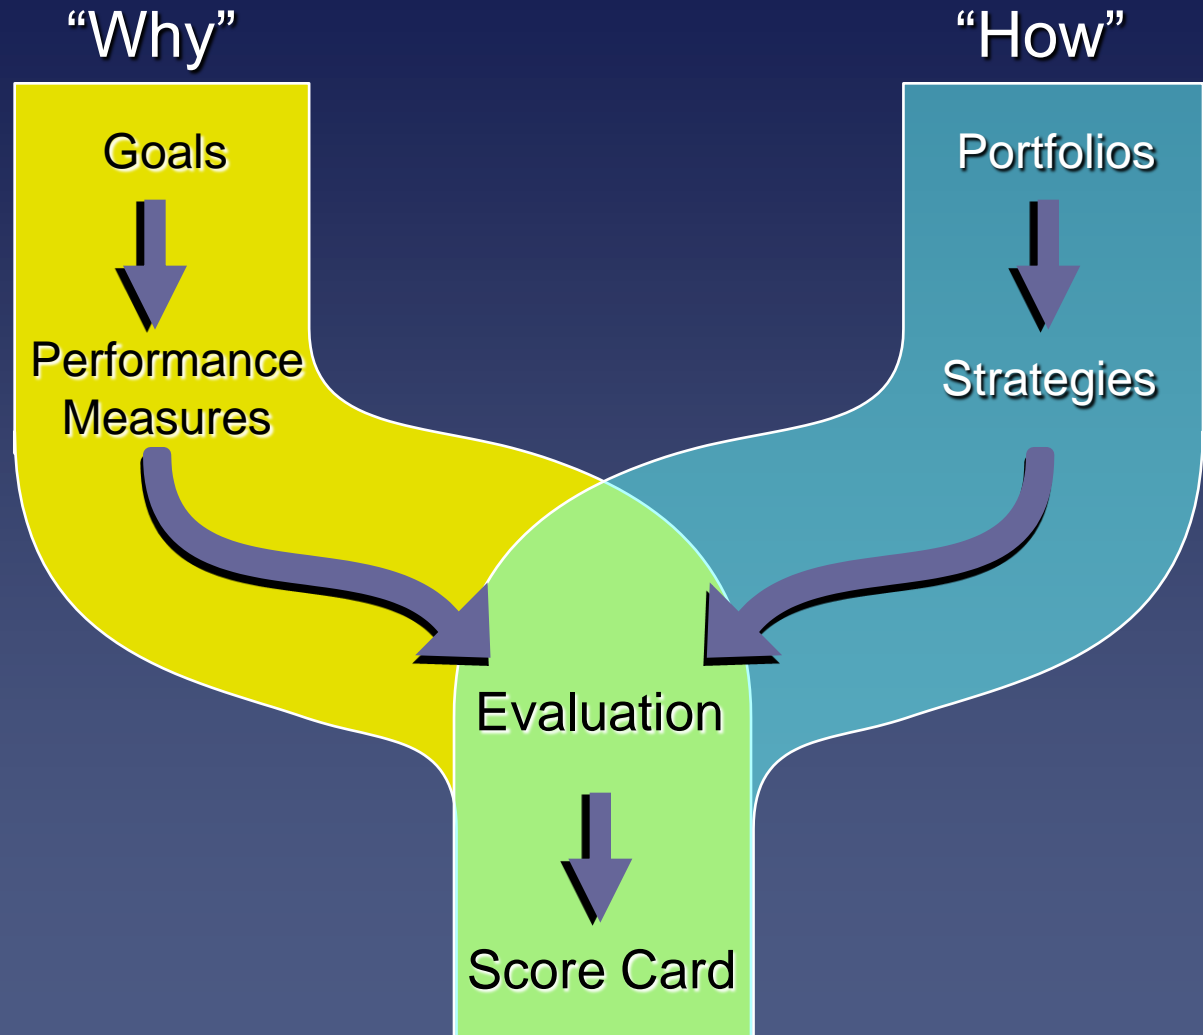 “Why”
“How”
Goals
Portfolios
Performance
Measures
Strategies
Evaluation
Score Card